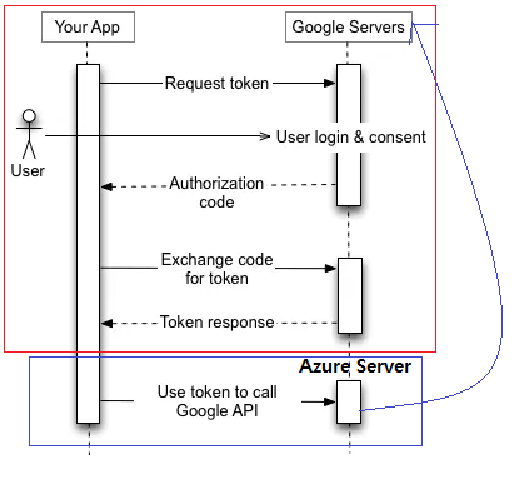 Your App
Google Servers
Request token
User login & consent
User
Authorization
code
Exchange code
for token
Token response
Azure Server
Use token to call
Google API